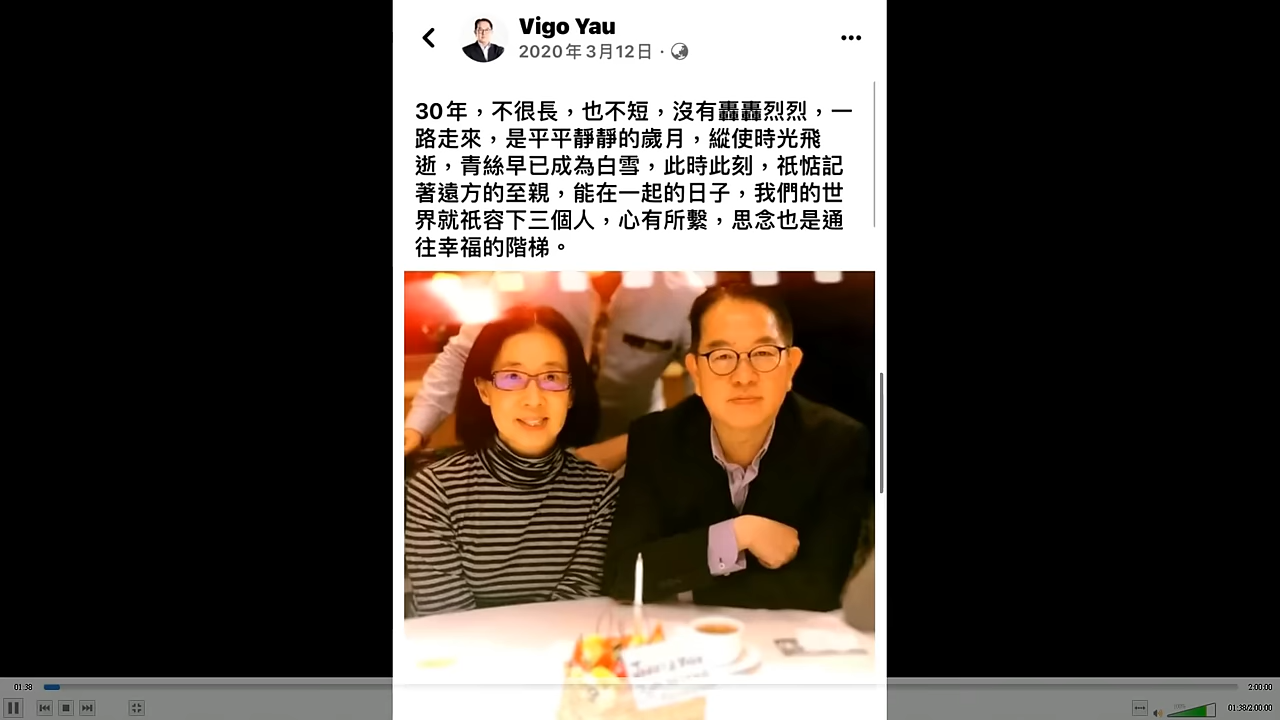 Vigo Yau
2020年3月12日 ·
30年，不很長，也不短，沒有轟轟烈烈，一
路走來，是平平靜靜的歲月，縱使時光飛
逝，青絲早已成為白雪，此時此刻，祇惦記
著遠方的至親，能在一起的日子，我們的世
界就祇容下三個人，心有所繫，思念也是通
往幸福的階梯。
01:38
2:00:00
100%
01:38/2:00:00